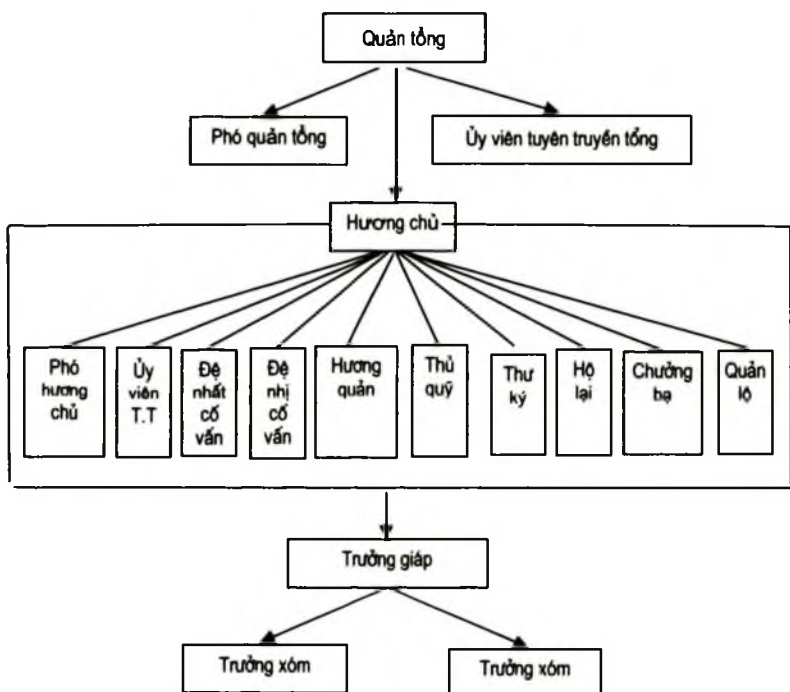 Quản tổng
Phó quản tổng
Ủy viên tuyên truyền tổng
Hương chủ
Phó
hương
chủ
Ủy
viên
T.T
Đệ
nhất
cố
vấn
Đệ
nhị
cố
vấn
Hương
quản
Thủ
quỹ
Thư
ký
Hộ
lại
Chưởng
bạ
Quản
lộ
Trưởng giáp
Trưởng xóm
Trưởng xóm